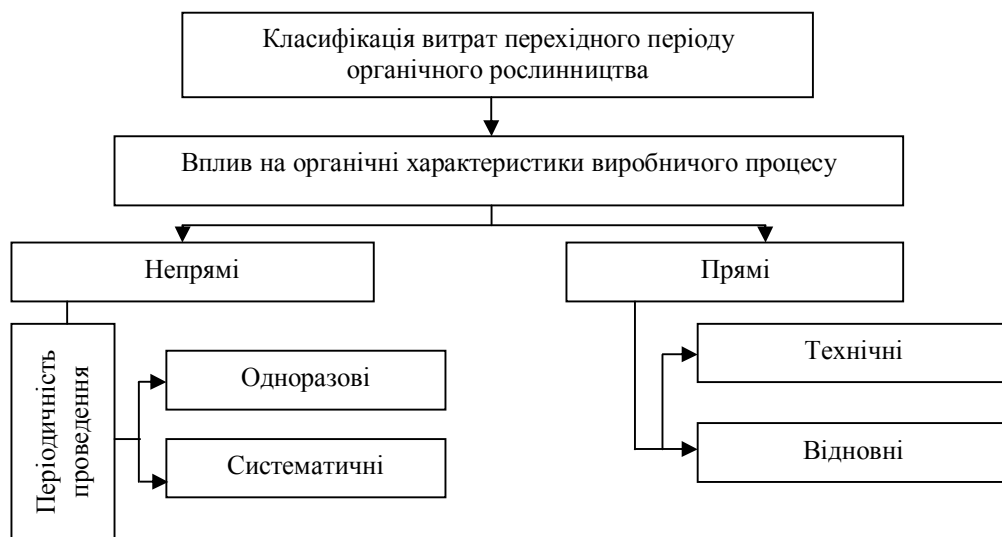 Класифікація витрат перехідного періоду
органічного рослинництва
Вплив на органічні характеристики виробничого процесу
Непрямі
Прямі
Періодичність
проведення
Одноразові
Систематичні
Технічні
Відновні